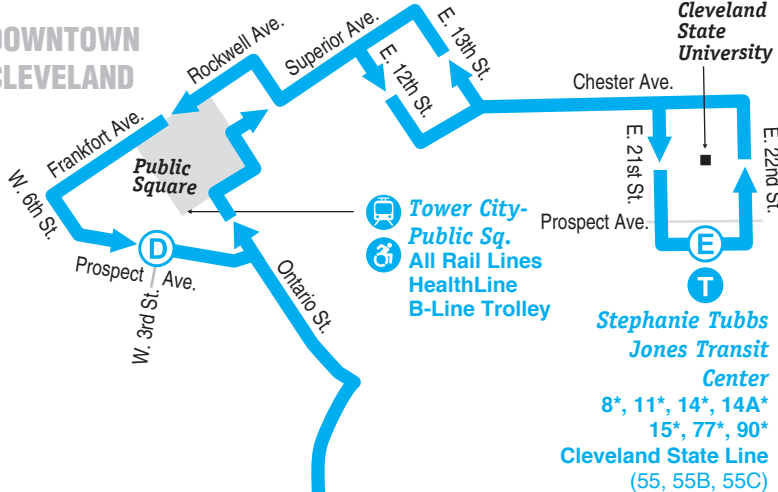 DOWNTOWN
CLEVELAND
Rockwell Ave.
Superior Ave.
E. 13th St.
E. 12th St.
Cleveland
State
University
Chester Ave.
Frankfort Ave.
Public
Square
E. 21st St.
E. 22nd St.
W. 6th St.
Prospect Ave.
D
Prospect Ave.
W. 3rd St.
Ontario St.
Tower City-
Public Sq.
All Rail Lines
HealthLine
B-Line Trolley
E
T
Stephanie Tubbs
Jones Transit
Center
8*, 11*, 14*, 14A*
15*, 77*, 90*
Cleveland State Line
(55, 55B, 55C)